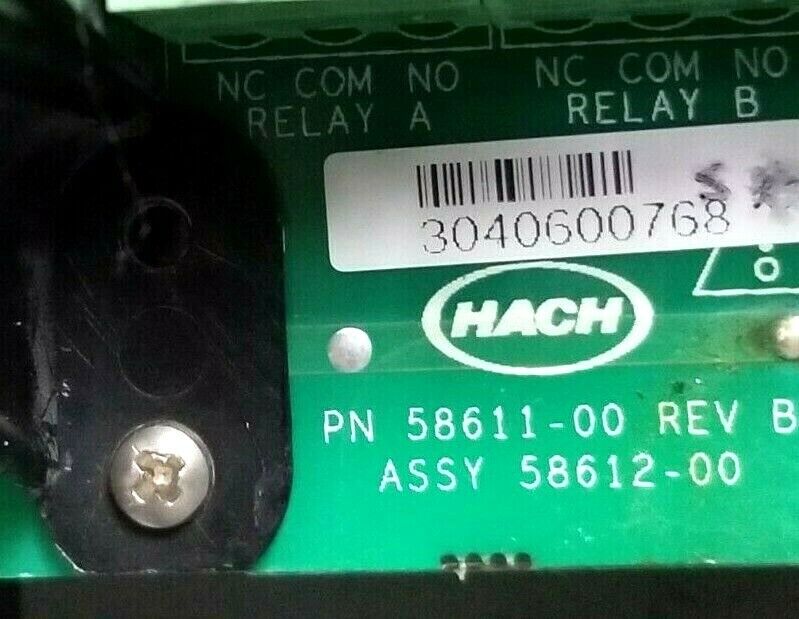 NC COM NO NC COM NO
RELAY A RELAY B
3040600768
HACH
PN 58611-00 REV B
ASSY 58612-00